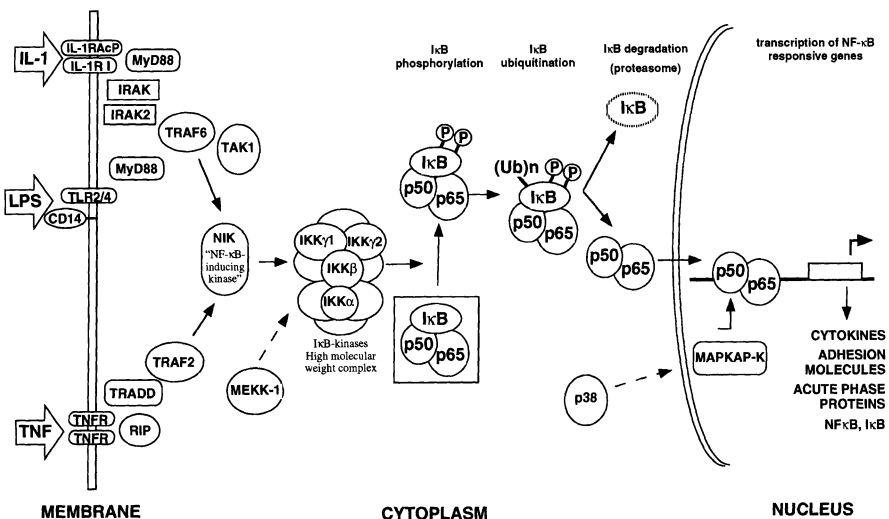 IL-1
IL-1RAcP
IL-1R I
MyD88
IRAK
IRAK2
TRAF6
TAK1
MyD88
LPS
TLR2/4
CD14
NIK
"NF-κB-
inducing
kinase"
TRAF2
TRADD
TNF
TNFR
TNFR
RIP
MEKK-1
IKKγ1
IKKγ2
IKKβ
IKKα
IκB-kinases
High molecular
weight complex
IκB
phosphorylation
P
P
IκB
p50
p65
IκB
p50
p65
IκB
ubiquitination
(Ub)n
P
P
IκB
p50
p65
IκB degradation
(proteasome)
IκB
p50
p65
p38
transcription of NF-κB
responsive genes
p50
p65
MAPKAP-K
CYTOKINES
ADHESION
MOLECULES
ACUTE PHASE
PROTEINS
NFκB, IκB
MEMBRANE
CYTOPLASM
NUCLEUS